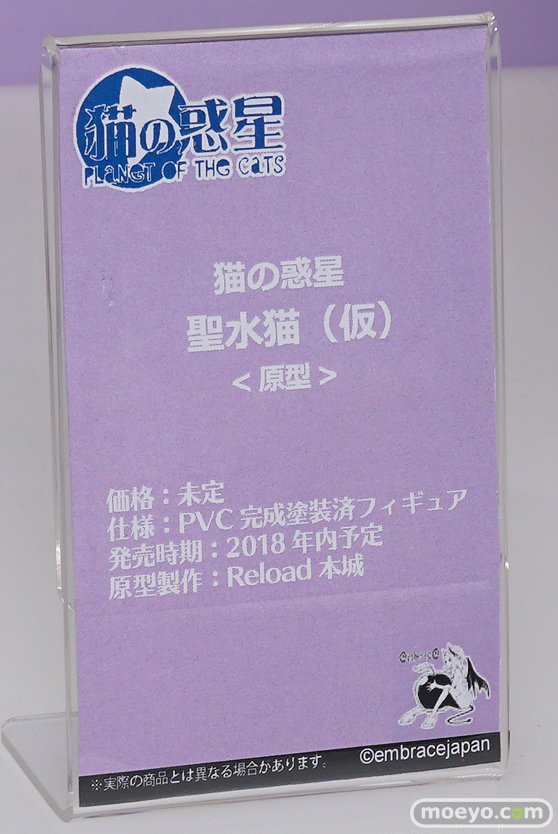 猫の惑星
PLANET OF THE CATS
猫の惑星
聖水猫（仮）
＜原型＞
価格：未定
仕様：PVC 完成塗装済フィギュア
発売時期：2018 年内予定
原型製作：Reload 本城
©embracejapan
※実際の商品とは異なる場合があります。
moeyo.com